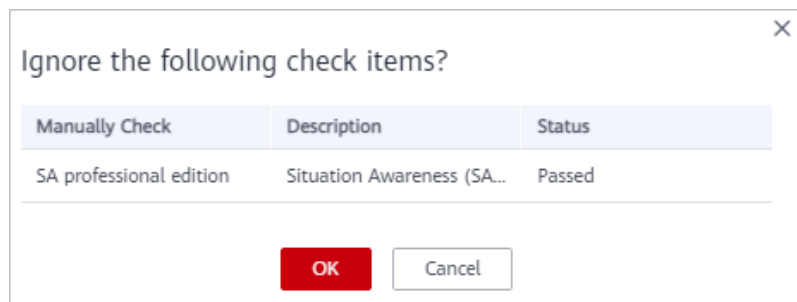 Ignore the following check items?
Manually Check Description Status
SA professional edition Situation Awareness (SA... Passed
OK Cancel